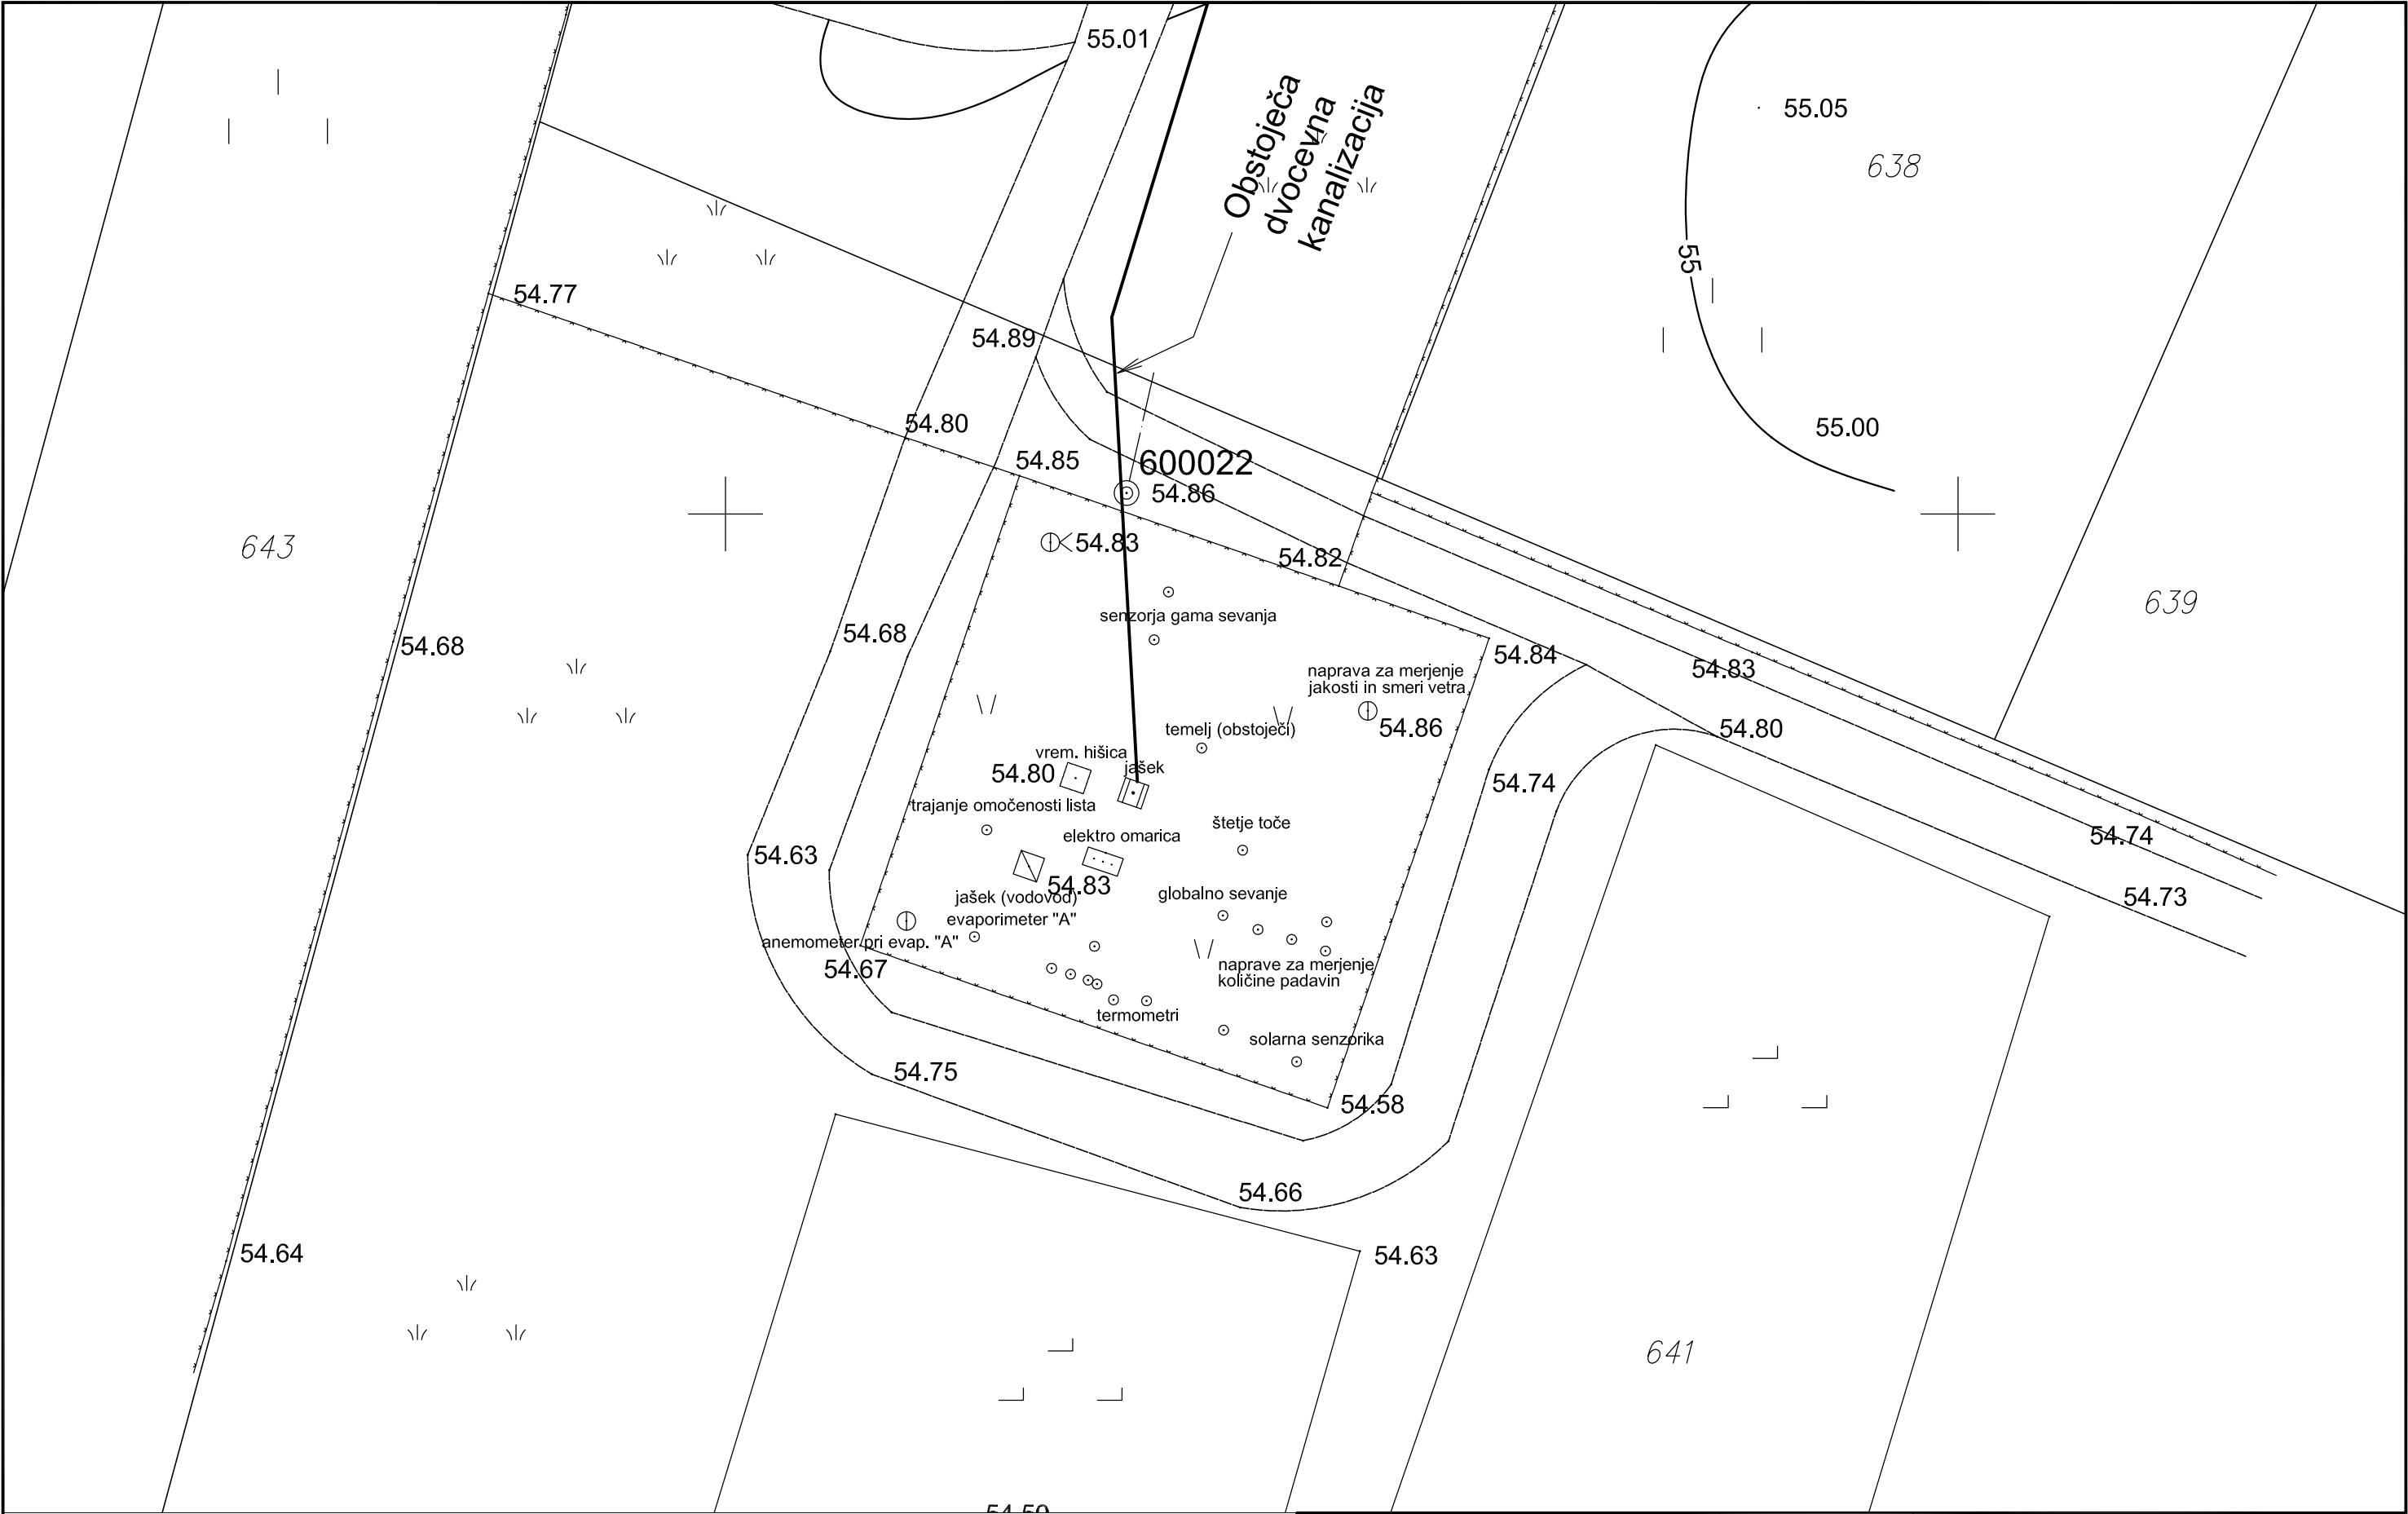 55.01
Obstoječa
dvocevna
kanalizacija
55.05
638
55
54.77
54.89
54.80
55.00
54.85
600022
54.86
643
54.83
54.82
senzorja gama sevanja
639
54.68
54.68
54.84
54.83
naprava za merjenje
jakosti in smeri vetra
54.86
54.80
temelj (obstoječi)
vrem. hišica
jašek
54.80
54.74
trajanje omočenosti lista
štetje toče
elektro omarica
54.74
54.63
54.83
jašek (vodovod)
globalno sevanje
54.73
evaporimeter "A"
anemometer pri evap. "A"
54.67
naprave za merjenje
količine padavin
termometri
solarna senzorika
54.75
54.58
54.66
54.64
54.63
641
54.59